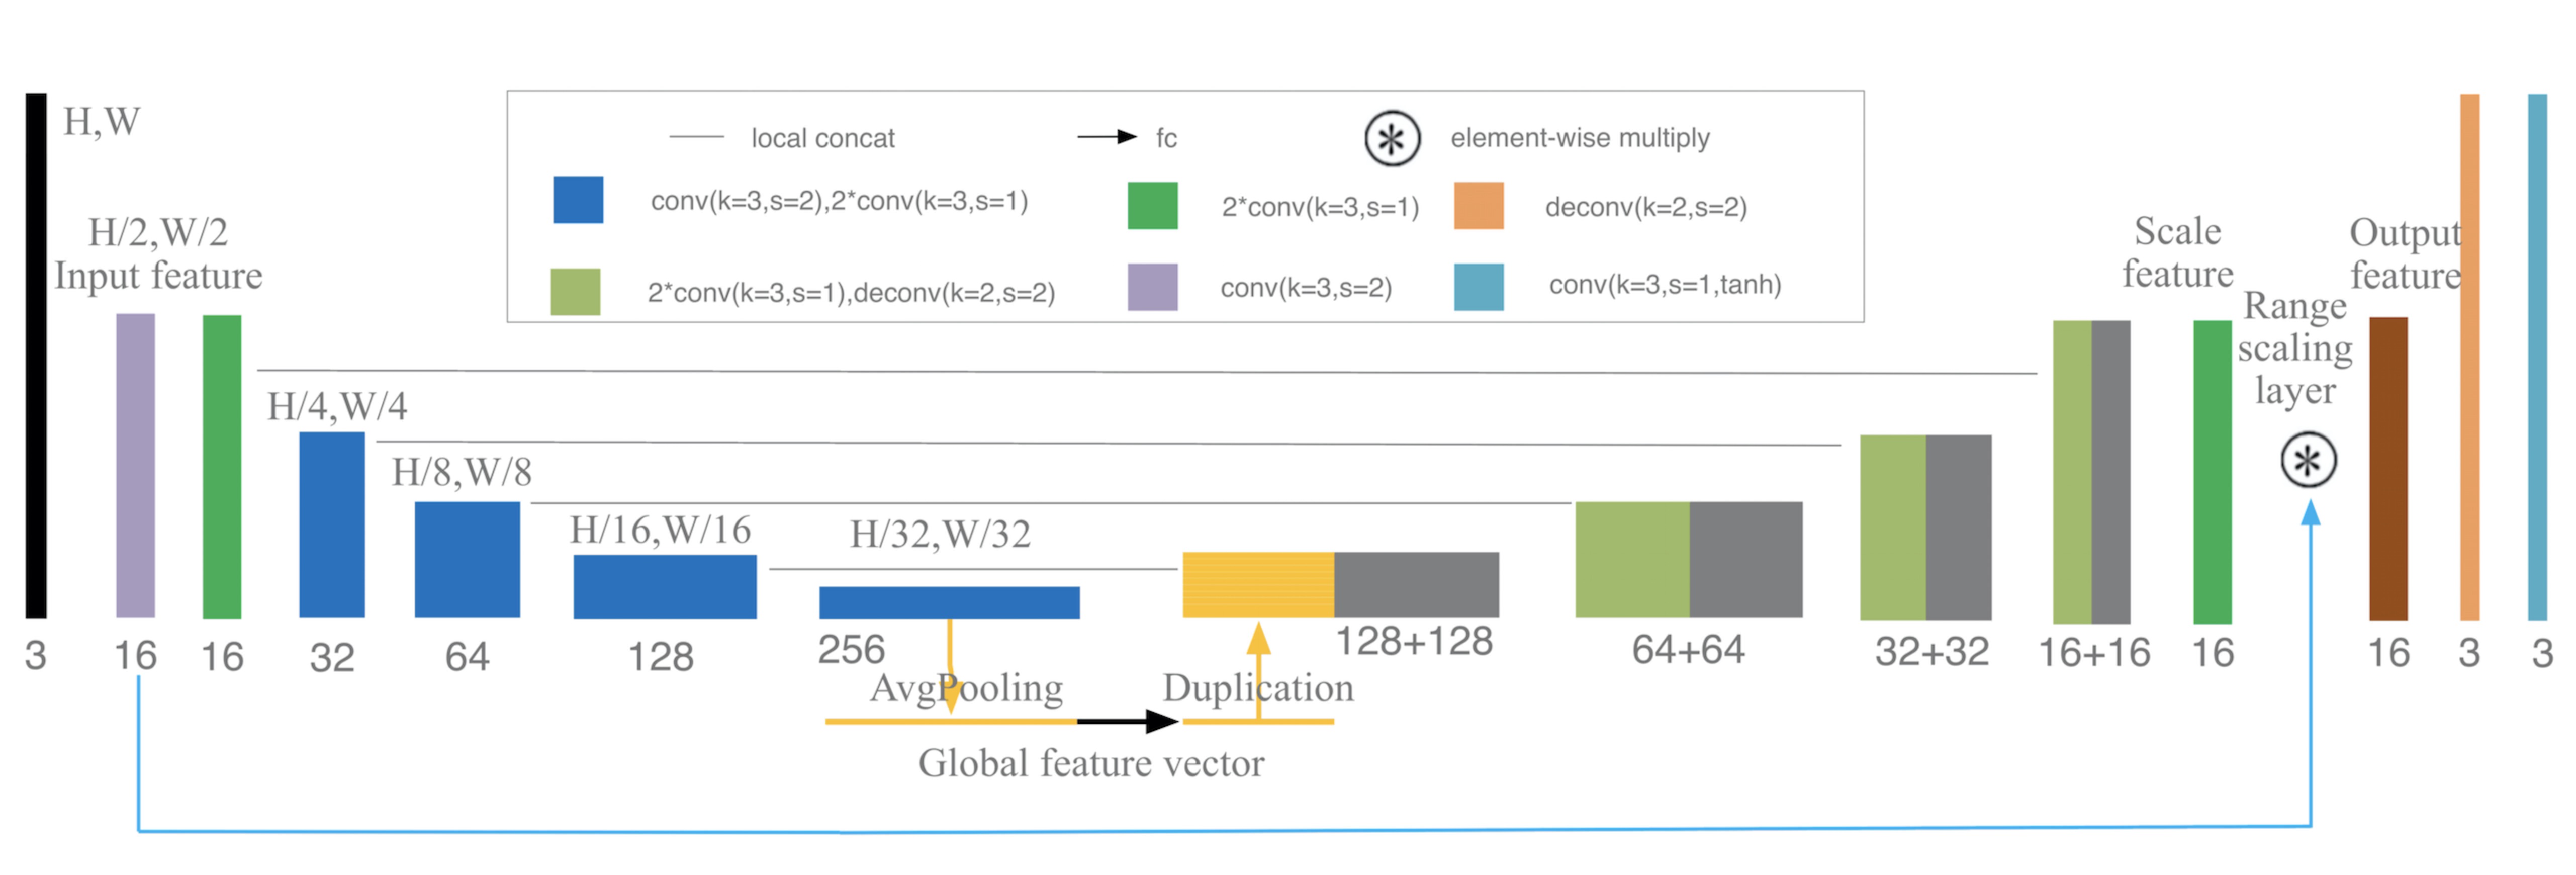 H,W
H/2,W/2
Input feature
local concat
fc
element-wise multiply
conv(k=3,s=2),2*conv(k=3,s=1)
2*conv(k=3,s=1)
deconv(k=2,s=2)
2*conv(k=3,s=1),deconv(k=2,s=2)
conv(k=3,s=2)
conv(k=3,s=1,tanh)
Scale
feature
Range
scaling
layer
Output
feature
H/4,W/4
H/8,W/8
H/16,W/16
H/32,W/32
3
16
16
32
64
128
256
128+128
64+64
32+32
16+16
16
16
3
3
AvgPooling
Duplication
Global feature vector